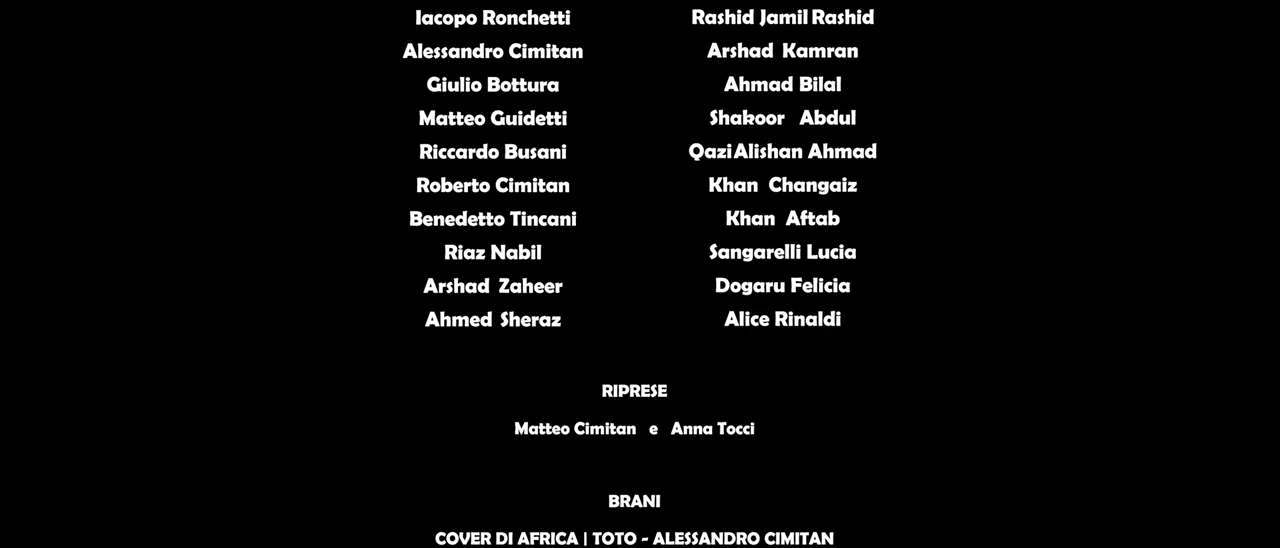 Iacopo Ronchetti
Alessandro Cimitan
Giulio Bottura
Matteo Guidetti
Riccardo Busani
Roberto Cimitan
Benedetto Tincani
Riaz Nabil
Arshad Zaheer
Ahmed Sheraz
Rashid Jamil Rashid
Arshad Kamran
Ahmad Bilal
Shakoor Abdul
Qazi Alishan Ahmad
Khan Changaiz
Khan Aftab
Sangarelli Lucia
Dogaru Felicia
Alice Rinaldi
RIPRESE
Matteo Cimitan e Anna Tocci
BRANI
COVER DI AFRICA | TOTO - ALESSANDRO CIMITAN